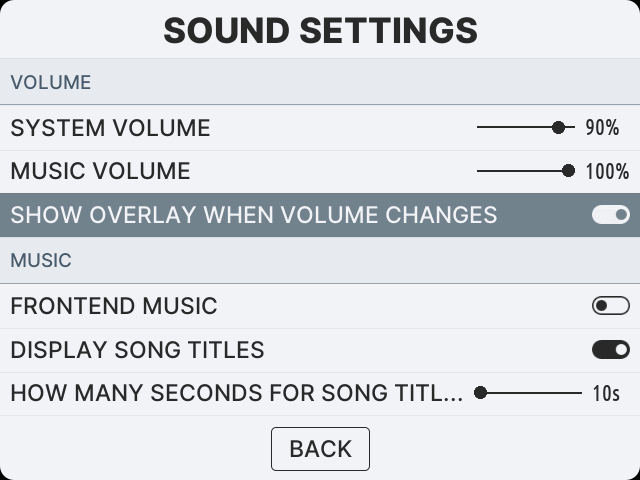 SOUND SETTINGS
VOLUME
SYSTEM VOLUME 90%
MUSIC VOLUME 100%
SHOW OVERLAY WHEN VOLUME CHANGES
MUSIC
FRONTEND MUSIC
DISPLAY SONG TITLES
HOW MANY SECONDS FOR SONG TITL... 10s
BACK